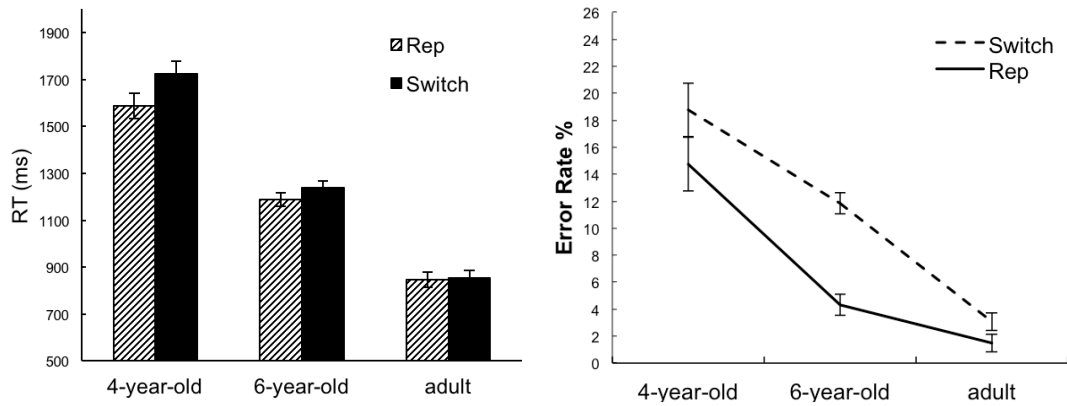 1900
1700
1500
1300
1100
900
700
500
RT (ms)
Rep
Switch
4-year-old 6-year-old adult
26
24
22
20
18
16
14
12
10
8
6
4
2
0
Error Rate %
Switch
Rep
4-year-old 6-year-old adult